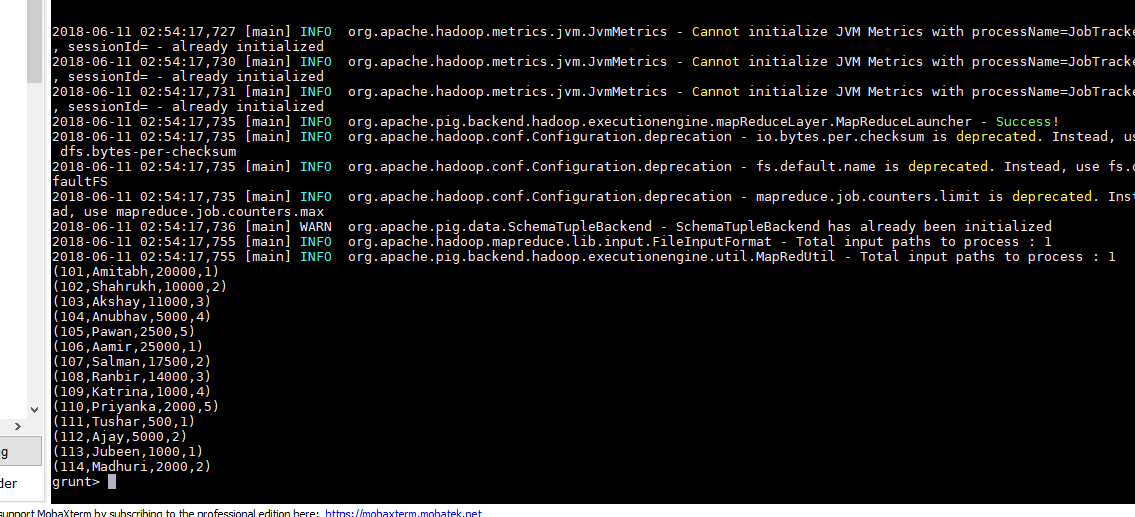 2018-06-11 02:54:17,727 [main] INFO  org.apache.hadoop.metrics.jvm.JvmMetrics - Cannot initialize JVM Metrics with processName=JobTracke
, sessionId= - already initialized
2018-06-11 02:54:17,730 [main] INFO  org.apache.hadoop.metrics.jvm.JvmMetrics - Cannot initialize JVM Metrics with processName=JobTracke
, sessionId= - already initialized
2018-06-11 02:54:17,731 [main] INFO  org.apache.hadoop.metrics.jvm.JvmMetrics - Cannot initialize JVM Metrics with processName=JobTracke
, sessionId= - already initialized
2018-06-11 02:54:17,735 [main] INFO  org.apache.pig.backend.hadoop.executionengine.mapReduceLayer.MapReduceLauncher - Success!
2018-06-11 02:54:17,735 [main] INFO  org.apache.hadoop.conf.Configuration.deprecation - io.bytes.per.checksum is deprecated. Instead, us
dfs.bytes-per-checksum
2018-06-11 02:54:17,735 [main] INFO  org.apache.hadoop.conf.Configuration.deprecation - fs.default.name is deprecated. Instead, use fs.d
faultFS
2018-06-11 02:54:17,735 [main] INFO  org.apache.hadoop.conf.Configuration.deprecation - mapreduce.job.counters.limit is deprecated. Inst
ad, use mapreduce.job.counters.max
2018-06-11 02:54:17,736 [main] WARN  org.apache.pig.data.SchemaTupleBackend - SchemaTupleBackend has already been initialized
2018-06-11 02:54:17,755 [main] INFO  org.apache.hadoop.mapreduce.lib.input.FileInputFormat - Total input paths to process : 1
2018-06-11 02:54:17,755 [main] INFO  org.apache.pig.backend.hadoop.executionengine.util.MapRedUtil - Total input paths to process : 1
(101,Amitabh,20000,1)
(102,Shahrukh,10000,2)
(103,Akshay,11000,3)
(104,Anubhav,5000,4)
(105,Pawan,2500,5)
(106,Aamir,25000,1)
(107,Salman,17500,2)
(108,Ranbir,14000,3)
(109,Katrina,1000,4)
(110,Priyanka,2000,5)
(111,Tushar,500,1)
(112,Ajay,5000,2)
(113,Jubeen,1000,1)
(114,Madhuri,2000,2)
grunt>
g
der
support MobaXterm by subscribing to the professional edition here: https://mobaxterm.mobatek.net